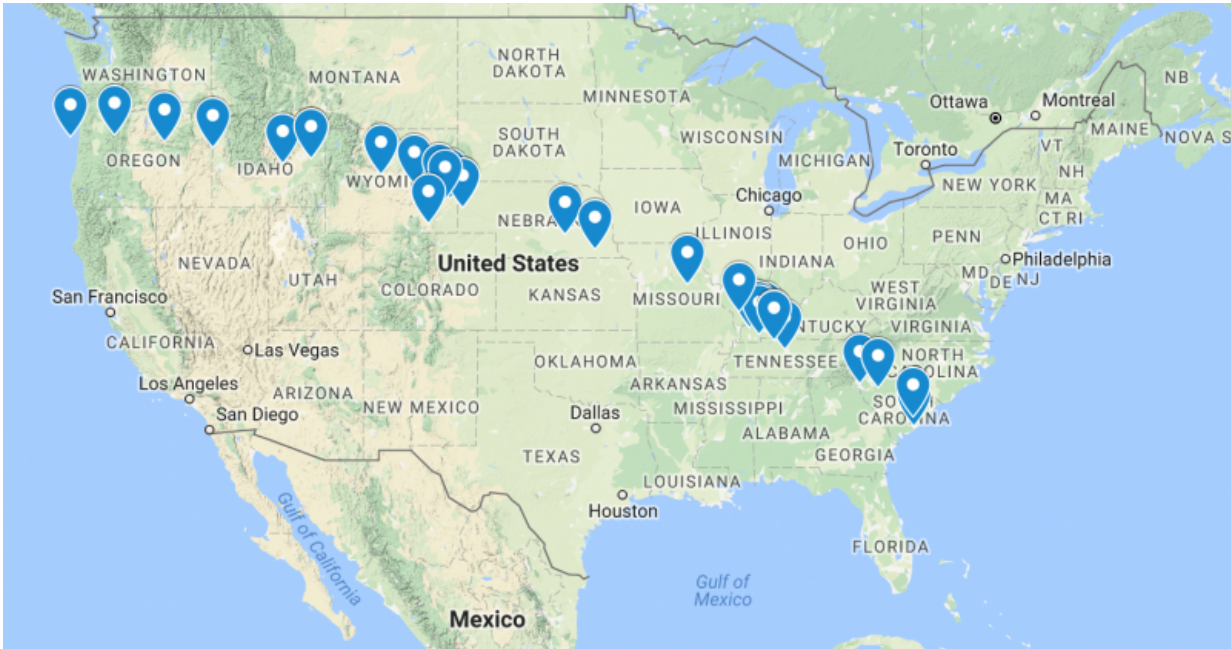 WASHINGTON
MONTANA
NORTH
DAKOTA
MINNESOTA
OREGON
IDAHO
WYOMI
SOUTH
DAKOTA
WISCONSIN
MICHIGAN
Ottawa
Montreal
NB
MAINE
NOVA S
VT
NH
Toronto
NEW YORK
MA
CT RI
Chicago
IOWA
NEBRA
ILLINOIS
INDIANA
OHIO
PENN
Philadelphia
MD
DE
NJ
NEVADA
UTAH
COLORADO
United States
KANSAS
MISSOURI
WEST
VIRGINIA
NTUCKY
VIRGINIA
San Francisco
CALIFORNIA
Las Vegas
Los Angeles
San Diego
ARIZONA
NEW MEXICO
OKLAHOMA
ARKANSAS
TENNESSEE
NORTH
CAROLINA
SOUTH
CAROLINA
MISSISSIPPI
ALABAMA
GEORGIA
Dallas
TEXAS
LOUISIANA
Houston
FLORIDA
Gulf of California
Gulf of
Mexico
Mexico